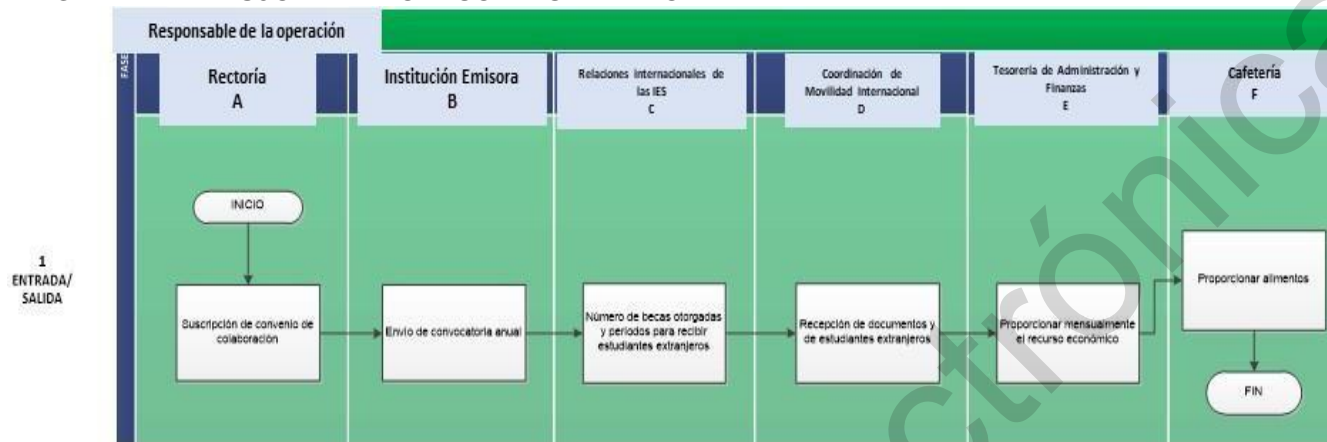 Responsable de la operación
FASE
Rectoría
A
Institución Emisora
B
Relaciones Internacionales de
las IES
C
Coordinación de
Movilidad Internacional
D
Tesorería de Administración y
Finanzas
E
Cafetería
F
1
ENTRADA/
SALIDA
INICIO
Suscripción de convenio de
colaboración
Envío de convocatoria anual
Número de becas otorgadas
y periodos para recibir
estudiantes extranjeros
Recepción de documentos y
de estudiantes extranjeros
Proporcionar mensualmente
el recurso económico
Proporcionar alimentos
FIN
ctrónica